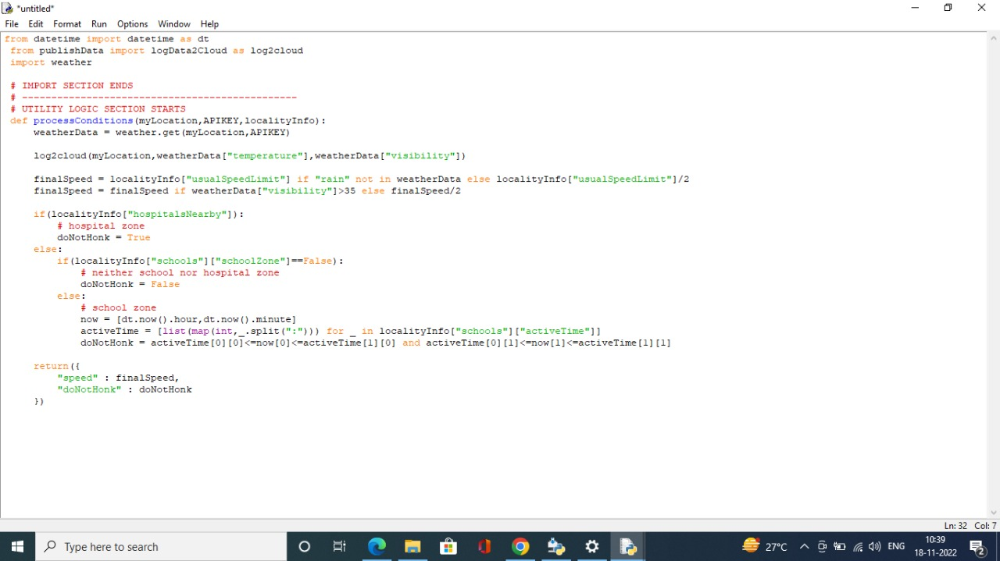 *untitled*
File Edit Format Run Options Window Help
from datetime import datetime as dt
 from publishData import logData2Cloud as log2cloud
 import weather

 # IMPORT SECTION ENDS
 # -----------------------------------------------
 # UTILITY LOGIC SECTION STARTS
 def processConditions(myLocation,APIKEY,localityInfo):
     weatherData = weather.get(myLocation,APIKEY)

     log2cloud(myLocation,weatherData["temperature"],weatherData["visibility"])

     finalSpeed = localityInfo["usualSpeedLimit"] if "rain" not in weatherData else localityInfo["usualSpeedLimit"]/2
     finalSpeed = finalSpeed if weatherData["visibility"]>35 else finalSpeed/2

     if(localityInfo["hospitalsNearby"]):
         # hospital zone
         doNotHonk = True
     else:
         if(localityInfo["schools"]["schoolZone"]==False):
             # neither school nor hospital zone
             doNotHonk = False
         else:
             # school zone
             now = [dt.now().hour,dt.now().minute]
             activeTime = [list(map(int,_.split(":"))) for _ in localityInfo["schools"]["activeTime"]]
             doNotHonk = activeTime[0][0]<=now[0]<=activeTime[1][0] and activeTime[0][1]<=now[1]<=activeTime[1][1]

     return({
         "speed" : finalSpeed,
         "doNotHonk" : doNotHonk
     })
Ln: 32 Col: 7
Type here to search
27°C
ENG
10:39
18-11-2022
2